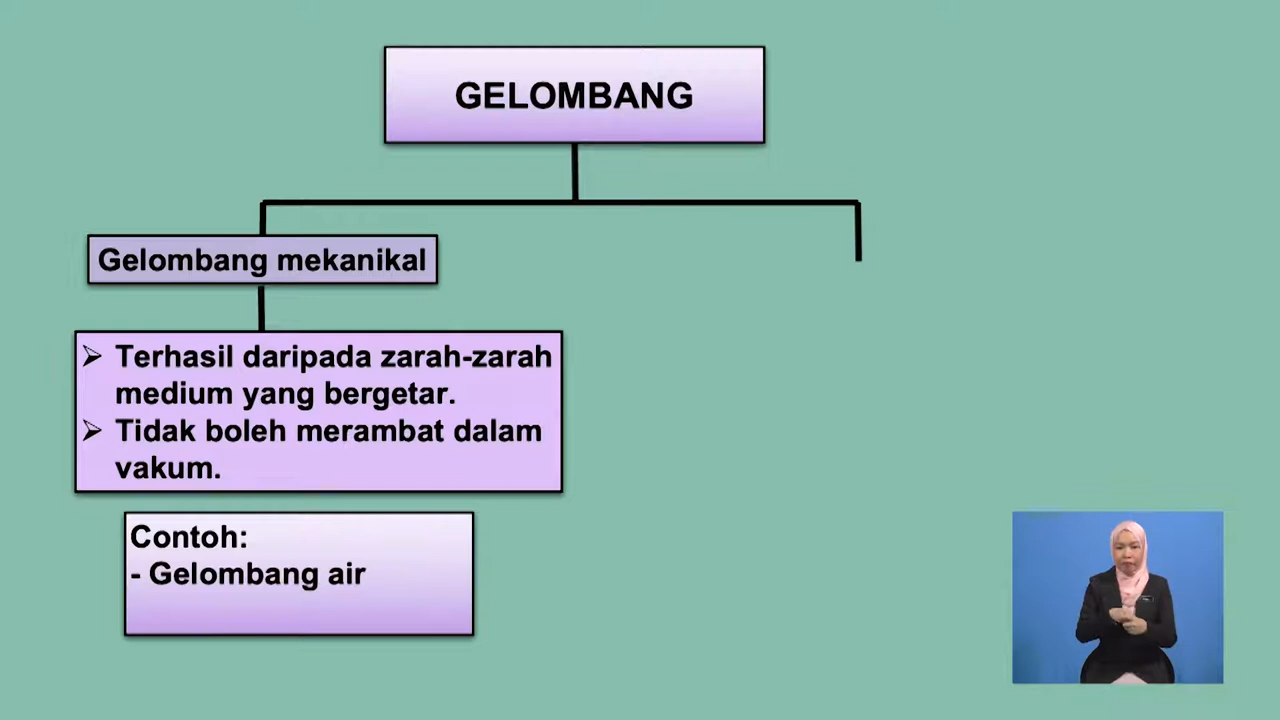 GELOMBANG
Gelombang mekanikal
➢ Terhasil daripada zarah-zarah
medium yang bergetar.
➢ Tidak boleh merambat dalam
vakum.
Contoh:
- Gelombang air